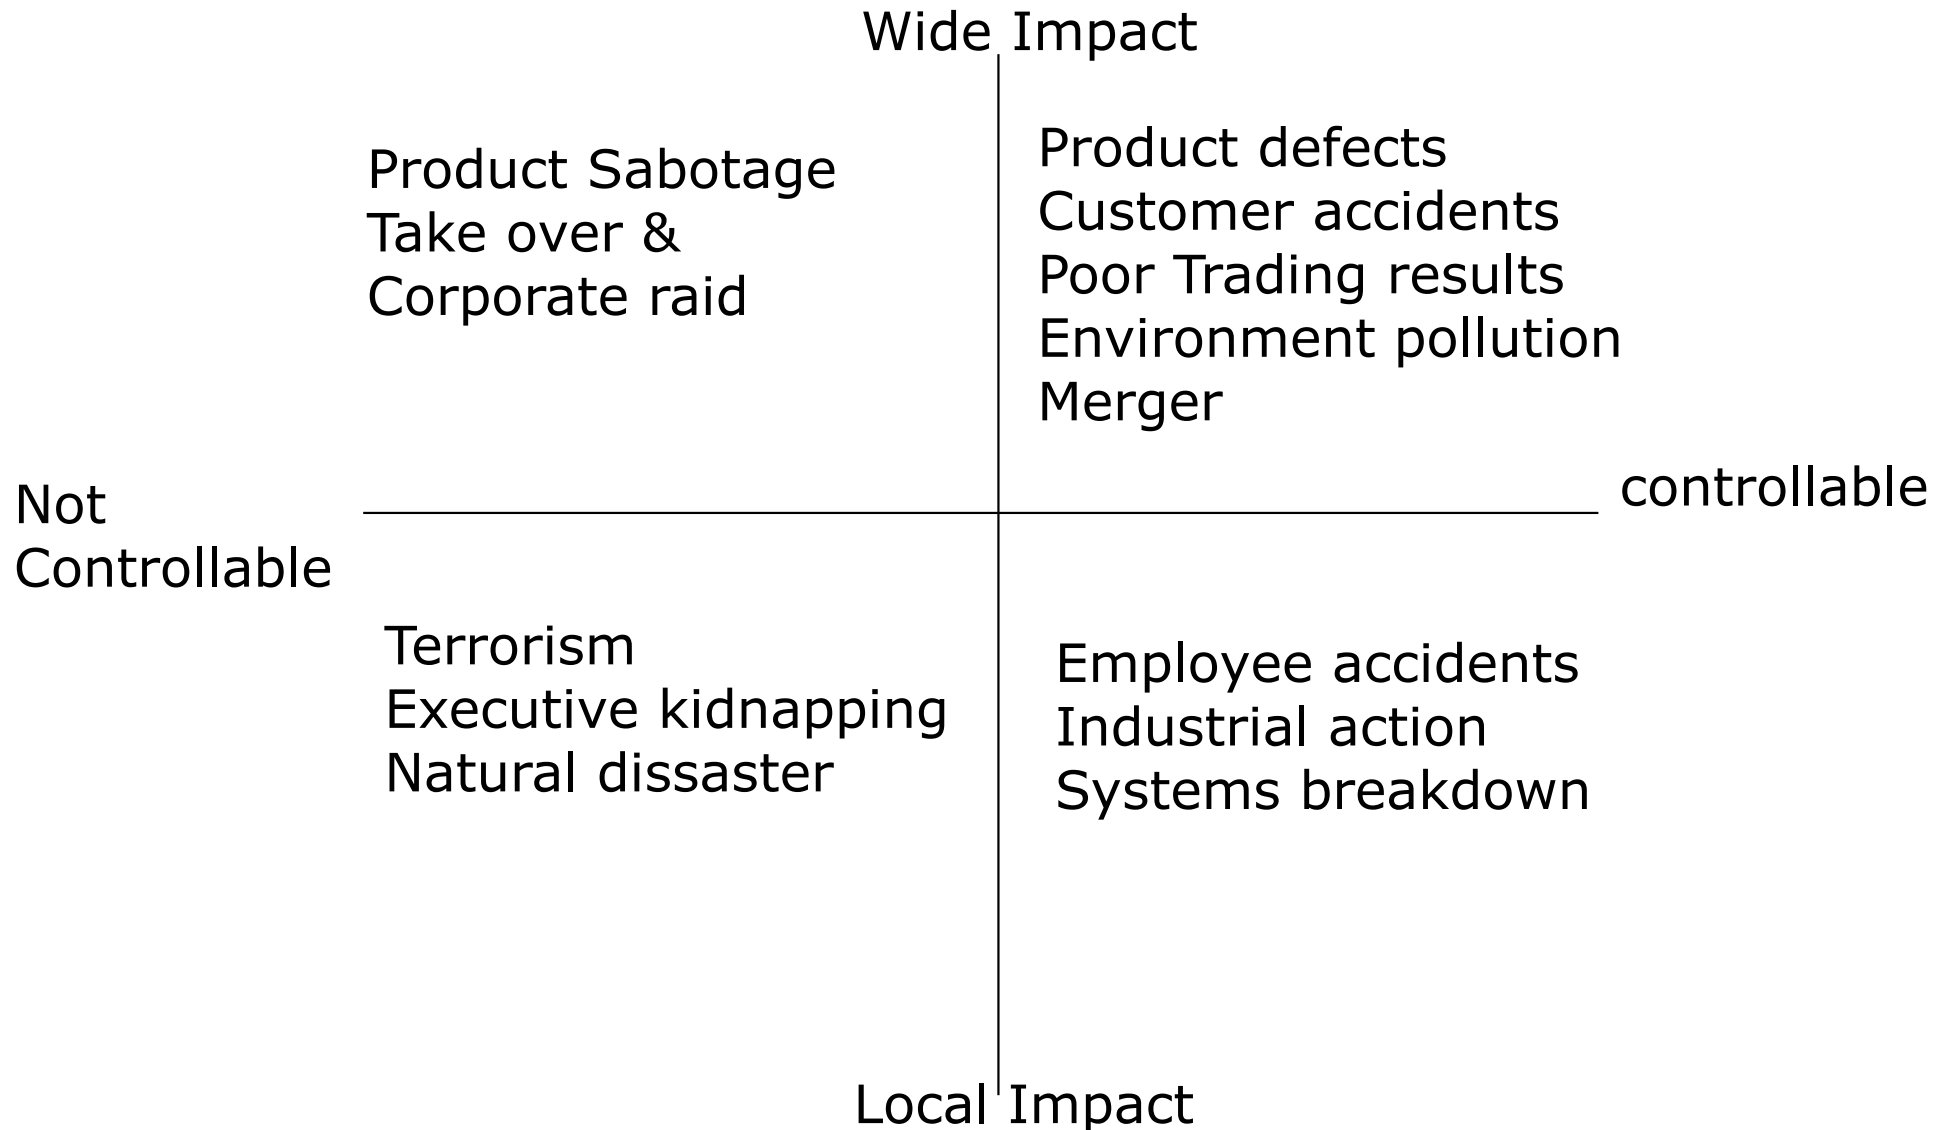 Wide Impact
Product Sabotage
Take over &
Corporate raid
Product defects
Customer accidents
Poor Trading results
Environment pollution
Merger
Not
Controllable
controllable
Terrorism
Executive kidnapping
Natural dissaster
Employee accidents
Industrial action
Systems breakdown
Local Impact